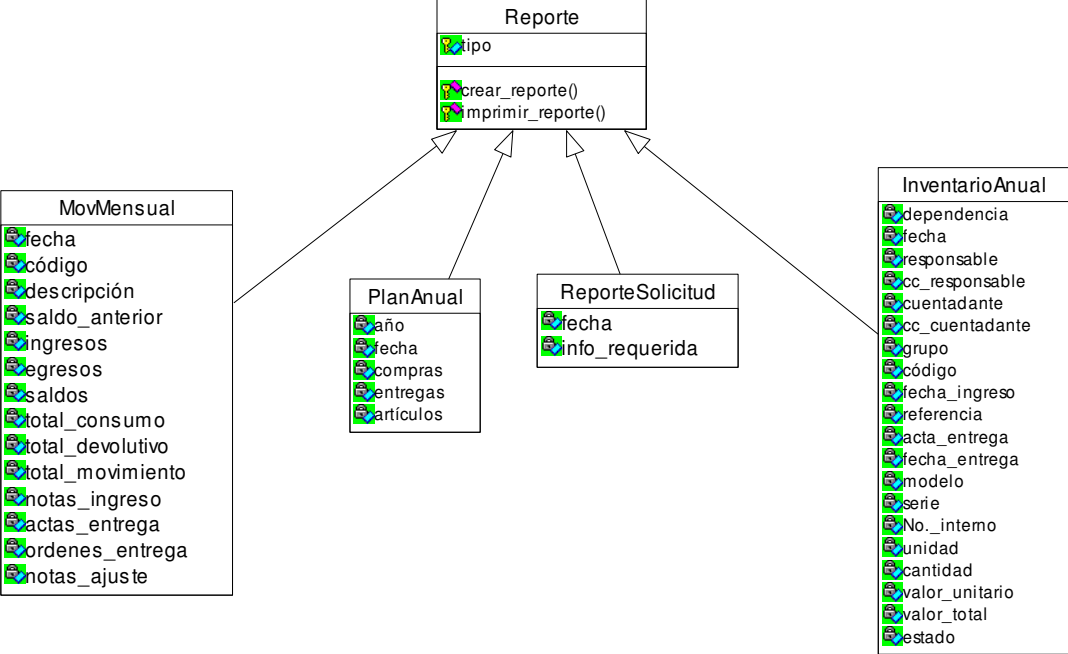 Reporte
tipo
crear_reporte()
imprimir_reporte()
MovMensual
fecha
código
descripción
saldo_anterior
ingresos
egresos
saldos
total_consumo
total_devolutivo
total_movimiento
notas_ingreso
actas_entrega
ordenes_entrega
notas_ajuste
PlanAnual
año
fecha
compras
entregas
artículos
ReporteSolicitud
fecha
info_requerida
InventarioAnual
dependencia
fecha
responsable
cc_responsable
cuentadante
cc_cuentadante
grupo
código
fecha_ingreso
referencia
acta_entrega
fecha_entrega
modelo
serie
No._interno
unidad
cantidad
valor_unitario
valor_total
estado